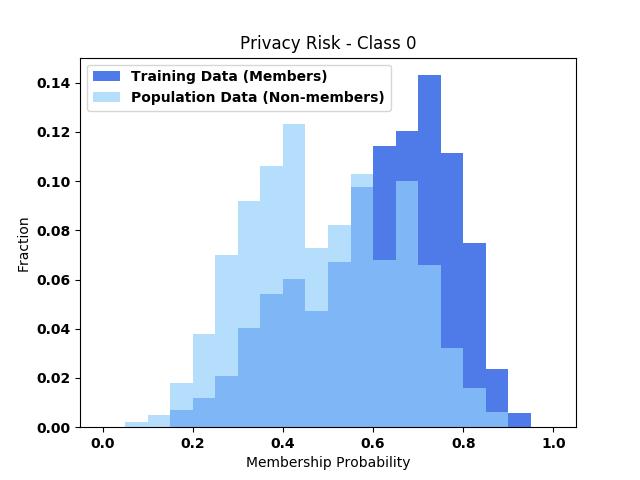 Privacy Risk - Class 0
Training Data (Members)
Population Data (Non-members)
0.14
0.12
0.10
0.08
0.06
0.04
0.02
0.00
Fraction
0.0 0.2 0.4 0.6 0.8 1.0
Membership Probability